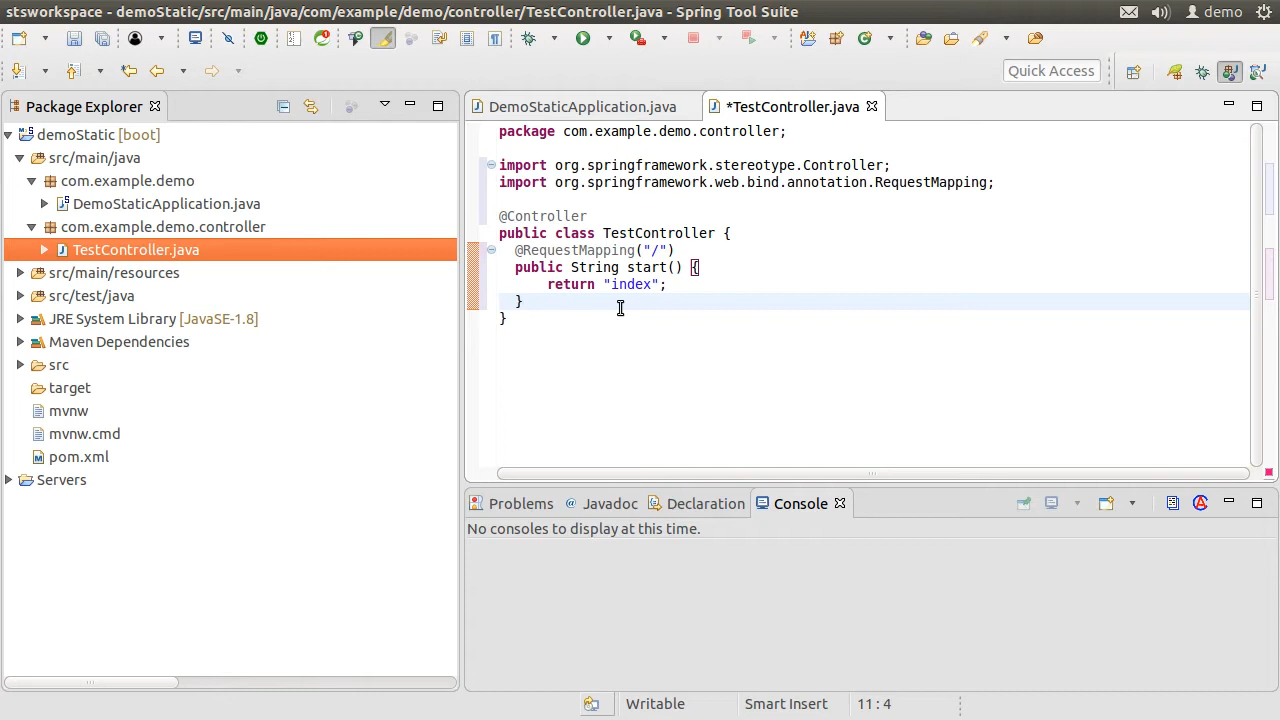 stsworkspace - demoStatic/src/main/java/com/example/demo/controller/TestController.java - Spring Tool Suite
demo
Quick Access
Package Explorer
demoStatic [boot]
src/main/java
com.example.demo
DemoStaticApplication.java
com.example.demo.controller
TestController.java
src/main/resources
src/test/java
JRE System Library [JavaSE-1.8]
Maven Dependencies
src
target
mvnw
mvnw.cmd
pom.xml
Servers
DemoStaticApplication.java
*TestController.java
package com.example.demo.controller;
import org.springframework.stereotype.Controller;
import org.springframework.web.bind.annotation.RequestMapping;
@Controller
public class TestController {
@RequestMapping("/")
public String start() {
return "index";
}
}
Problems
Javadoc
Declaration
Console
No consoles to display at this time.
Writable
Smart Insert
11 : 4